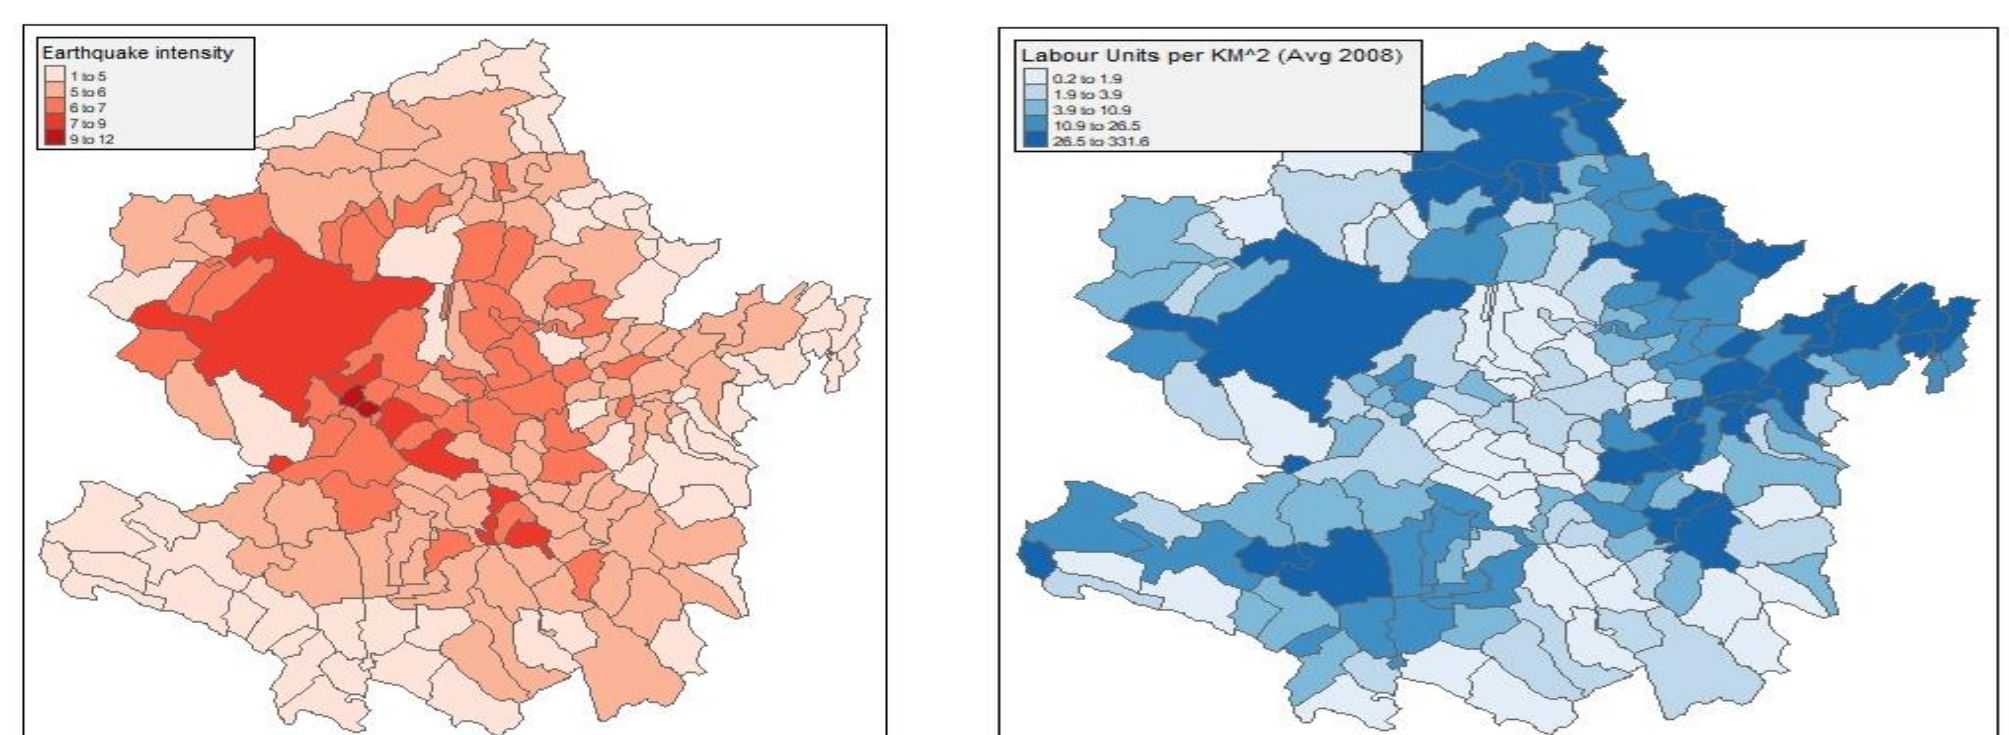 Earthquake intensity
1 to 5
5 to 6
6 to 7
7 to 9
9 to 12
Labour Units per KM^2 (Avg 2008)
0.2 to 1.9
1.9 to 3.9
3.9 to 10.9
10.9 to 26.5
26.5 to 331.6